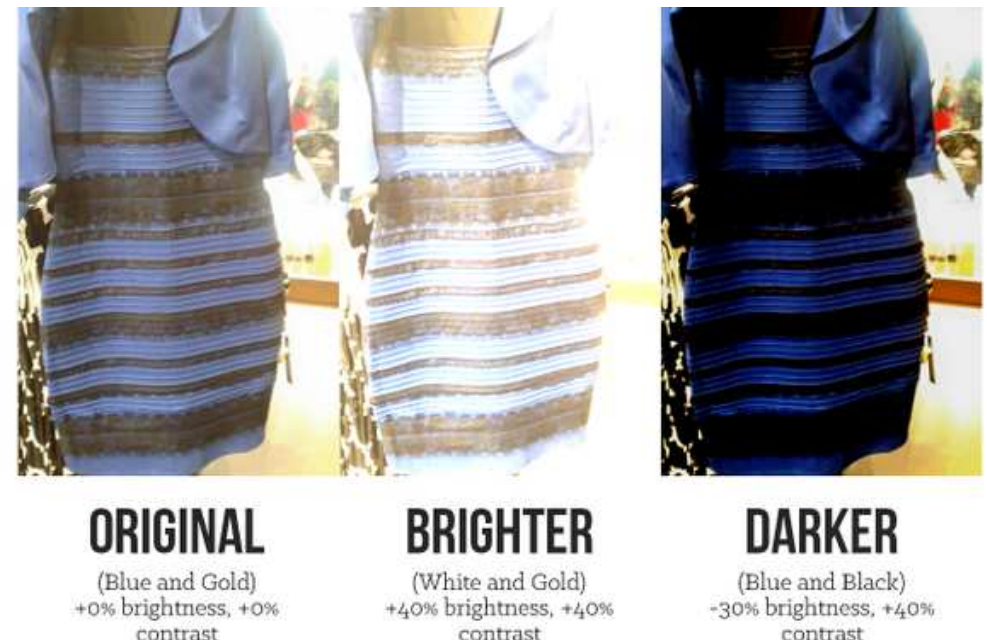 ORIGINAL
(Blue and Gold)
+0% brightness, +0%
contrast
BRIGHTER
(White and Gold)
+40% brightness, +40%
contrast
DARKER
(Blue and Black)
-30% brightness, +40%
contrast